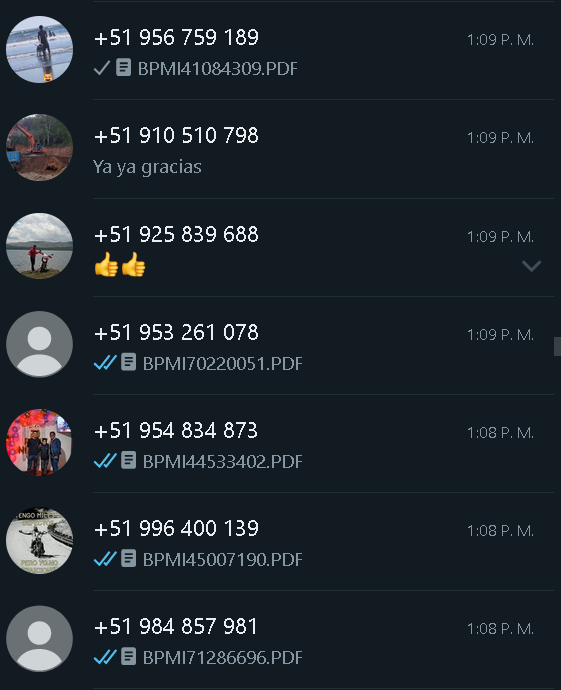 +51 956 759 189
1:09 P. M.
BPMI41084309.PDF
+51 910 510 798
1:09 P. M.
Ya ya gracias
+51 925 839 688
1:09 P. M.
👍👍
+51 953 261 078
1:09 P. M.
BPMI70220051.PDF
+51 954 834 873
1:08 P. M.
BPMI44533402.PDF
+51 996 400 139
1:08 P. M.
BPMI45007190.PDF
+51 984 857 981
1:08 P. M.
BPMI71286696.PDF